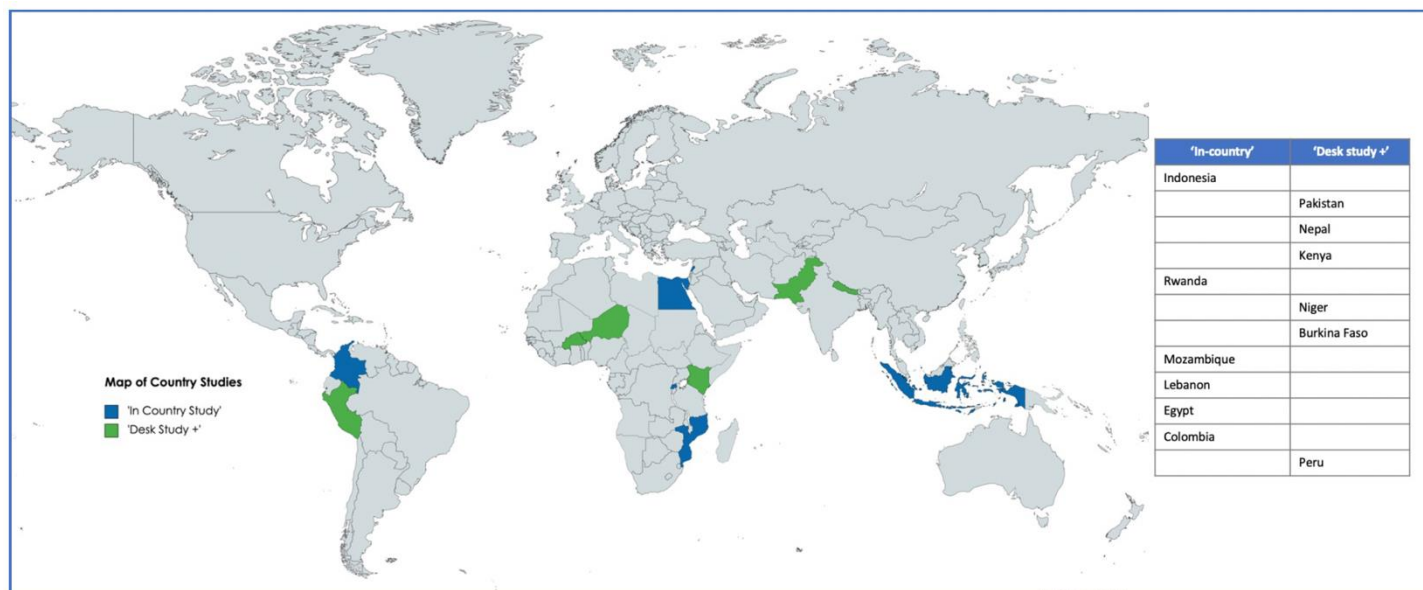 Map of Country Studies
'In Country Study'
'Desk Study +'
'In-country' 'Desk study +'
Indonesia
Pakistan
Nepal
Kenya
Rwanda
Niger
Burkina Faso
Mozambique
Lebanon
Egypt
Colombia
Peru